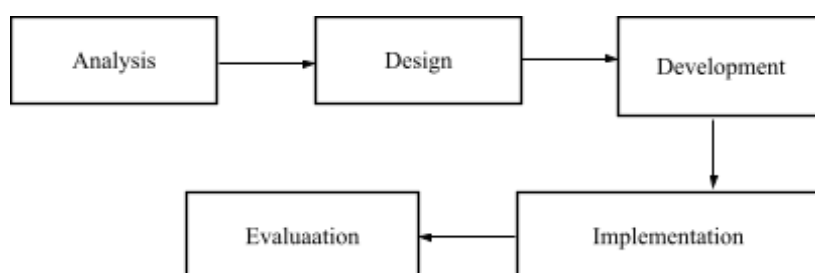 Analysis
Design
Development
Implementation
Evaluaation